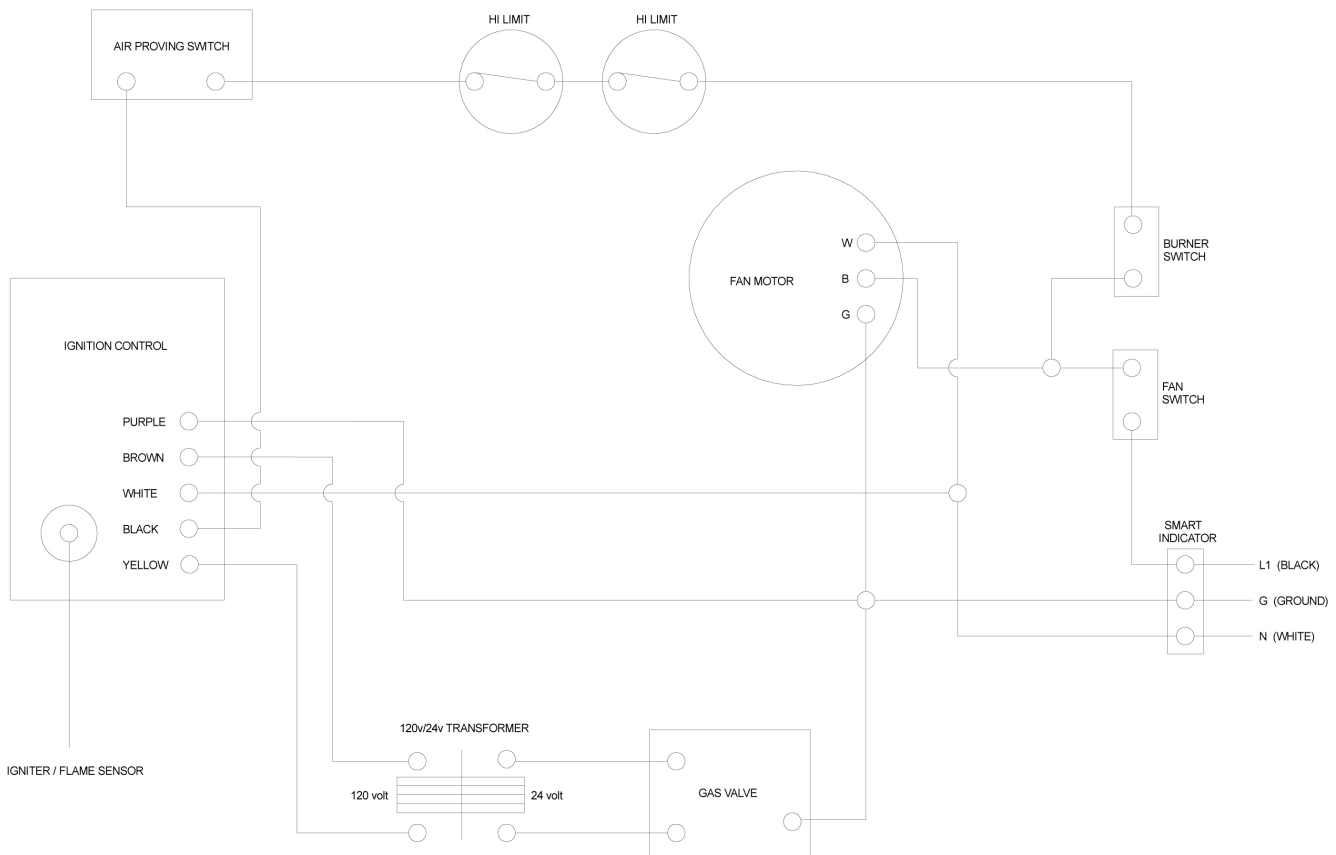 HI LIMIT
HI LIMIT
AIR PROVING SWITCH
W
BURNER
SWITCH
FAN MOTOR
B
G
IGNITION CONTROL
FAN
SWITCH
PURPLE
BROWN
WHITE
BLACK
YELLOW
SMART
INDICATOR
L1 (BLACK)
G (GROUND)
N (WHITE)
120v/24v TRANSFORMER
IGNITER / FLAME SENSOR
120 volt
24 volt
GAS VALVE